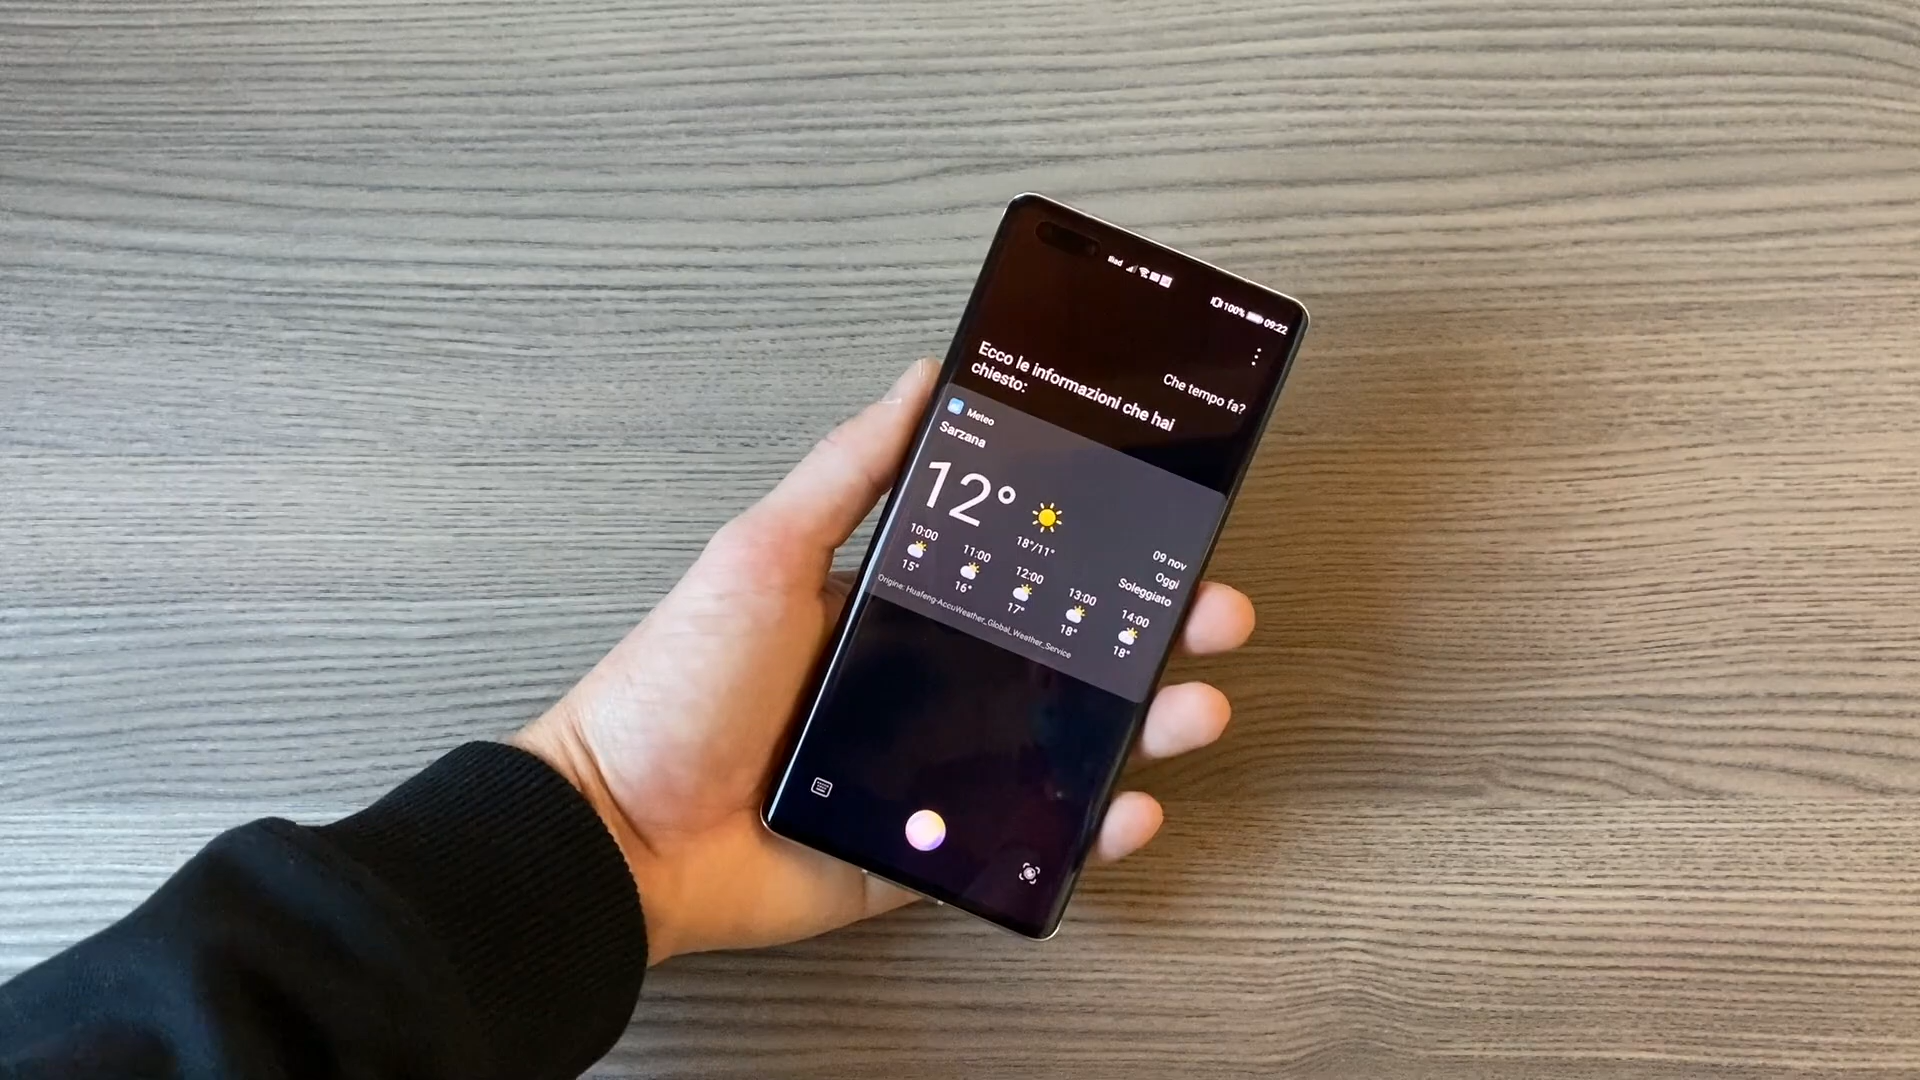 Iliad
100% 09:22
Che tempo fa?
Ecco le informazioni che hai
chiesto:
Meteo
Sarzana
12°
18°/11°
09 nov
Oggi
Soleggiato
10:00 11:00 12:00 13:00 14:00
15° 16° 17° 18° 18°
Origine: Huafeng-AccuWeather_Global_Weather_Service